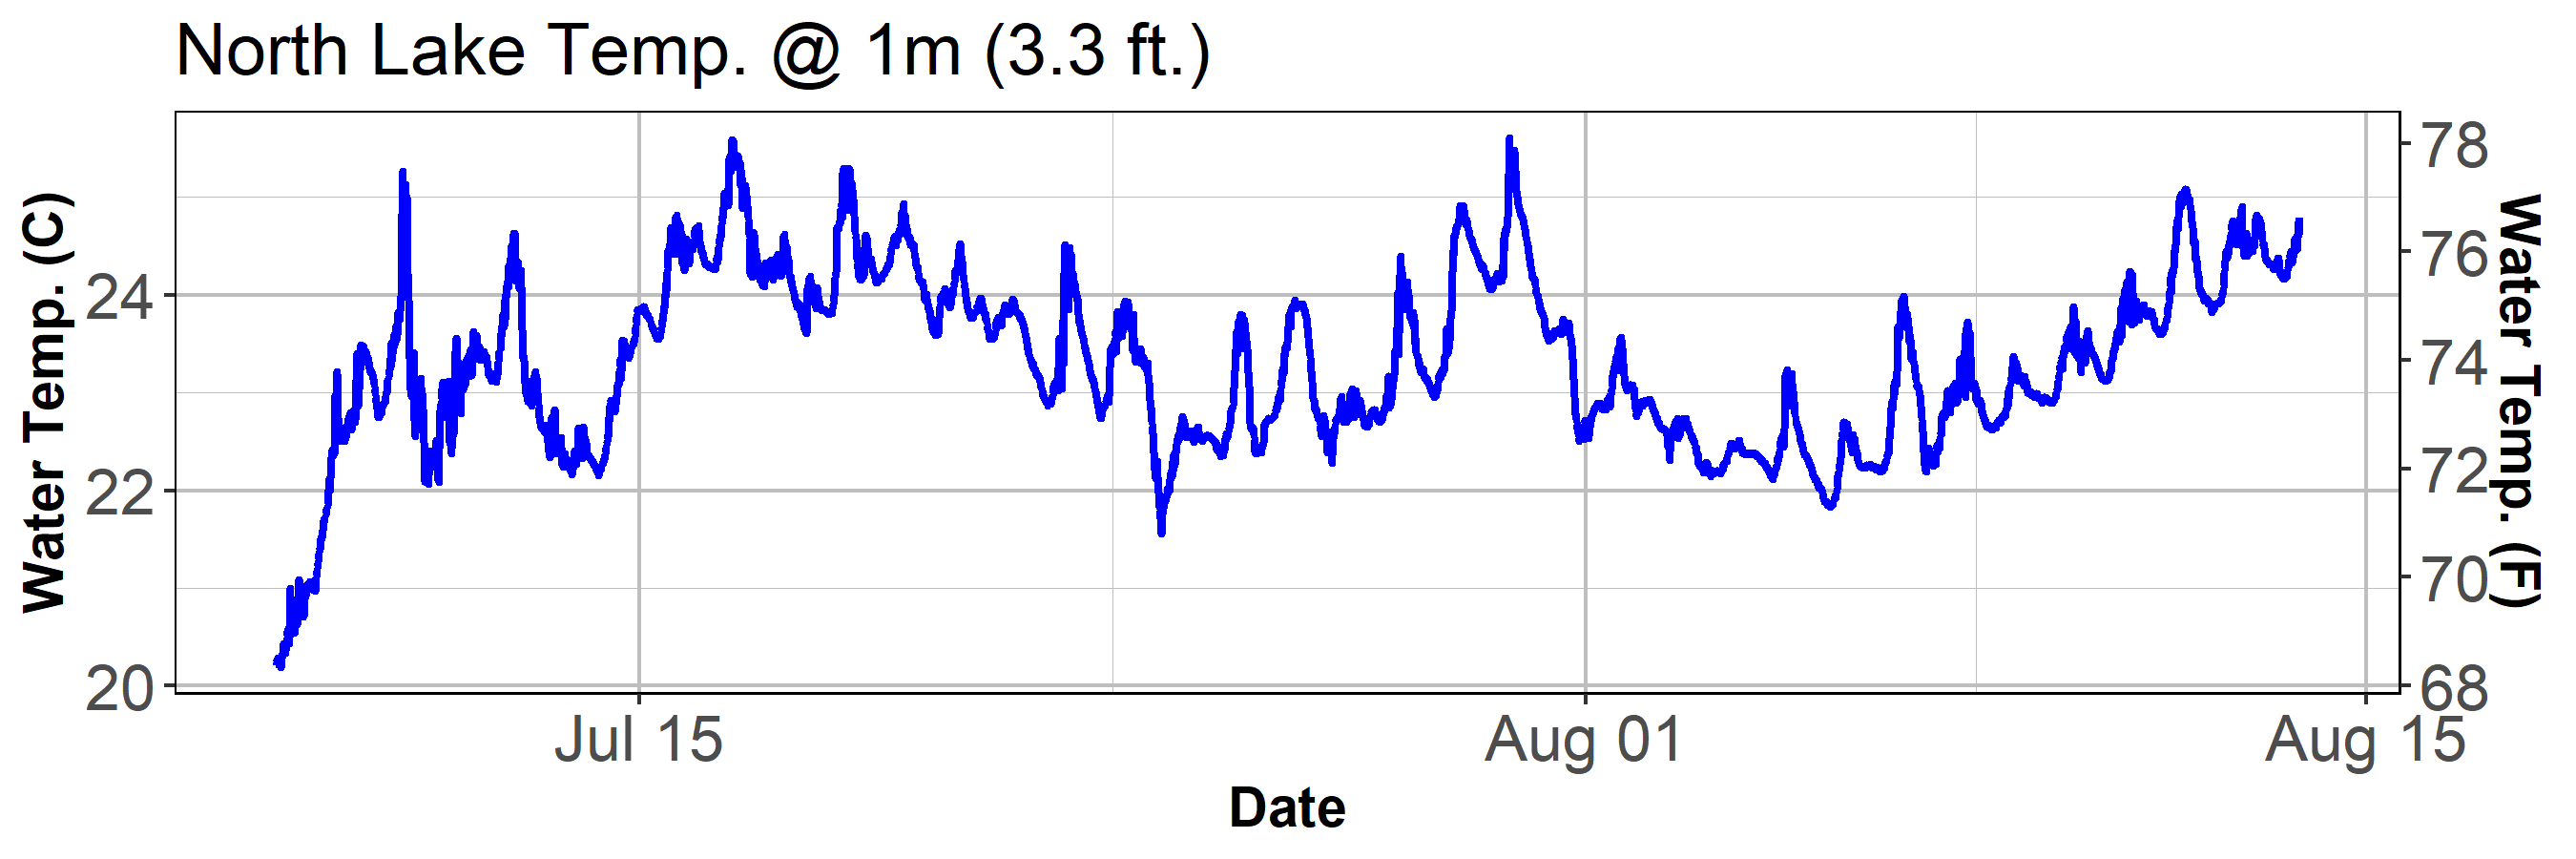 North Lake Temp. @ 1m (3.3 ft.)
Water Temp. (C)
24
22
20
78
76
74
72
70
68
Water Temp. (F)
Jul 15
Aug 01
Aug 15
Date